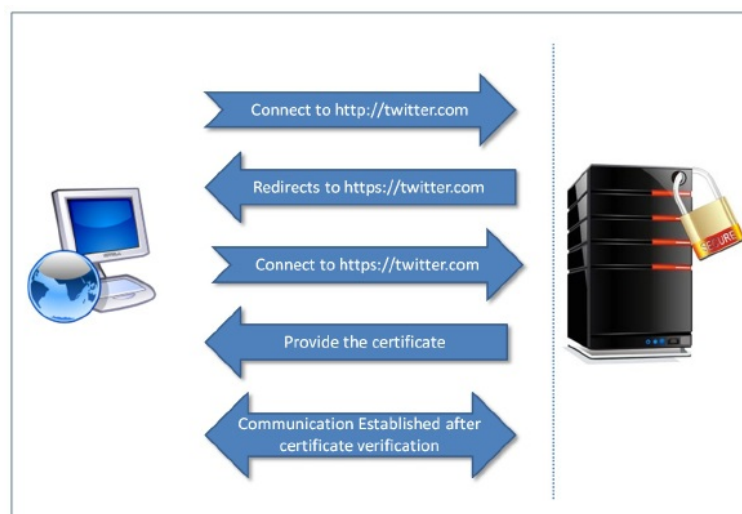 Connect to http://twitter.com
Redirects to https://twitter.com
SECURE
Connect to https://twitter.com
Provide the certificate
Communication Established after
certificate verification